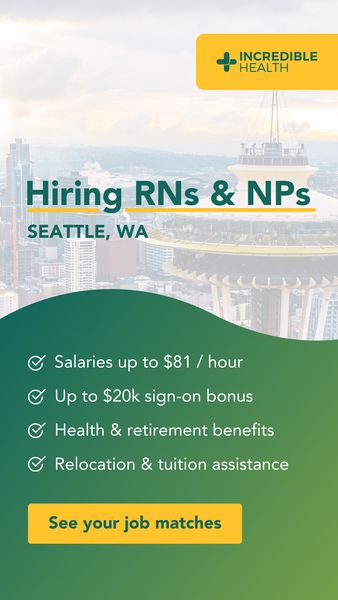 INCREDIBLE
HEALTH
Hiring RNs & NPs
SEATTLE, WA
Salaries up to $81 / hour
Up to $20k sign-on bonus
Health & retirement benefits
Relocation & tuition assistance
See your job matches